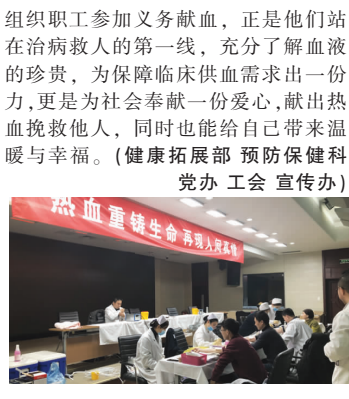 组织职工参加义务献血，正是他们站
在治病救人的第一线，充分了解血液
的珍贵，为保障临床供血需求出一份
力，更是为社会奉献一份爱心，献出热
血挽救他人，同时也能给自己带来温
暖与幸福。（健康拓展部 预防保健科
党办 工会 宣传办）
热血重铸生命 再现人间真情